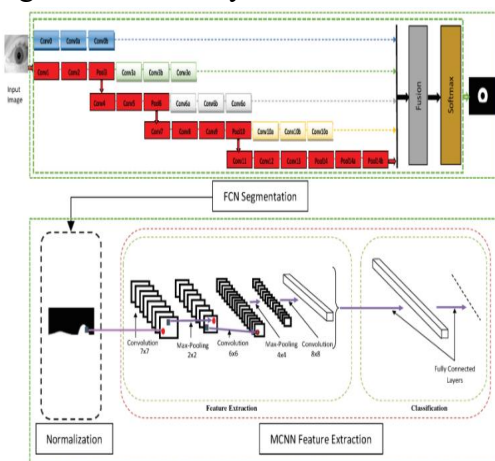 Conv0 Conv0a Conv0b
Input
image
Conv1 Conv2 Pool3 Conv3a Conv3b Conv3c
Conv4 Conv5 Pool6 Conv6a Conv6b Conv6c
Conv7 Conv8 Conv9 Pool10 Conv10a Conv10b Conv10c
Conv11 Conv12 Conv13 Pool14 Pool14a Pool14b
Fusion
Softmax
FCN Segmentation
Convolution
7x7
Max-Pooling
2x2
Convolution
6x6
Max-Pooling
4x4
Convolution
8x8
Fully Connected
Layers
Feature Extraction
Classification
Normalization
MCNN Feature Extraction